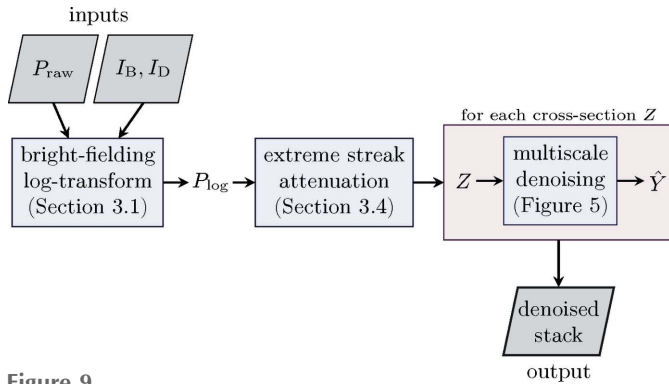 inputs
P_raw
I_B, I_D
bright-fielding
log-transform
(Section 3.1)
P_log
extreme streak
attenuation
(Section 3.4)
for each cross-section Z
Z
multiscale
denoising
(Figure 5)
Ŷ
denoised
stack
output
Figure 9